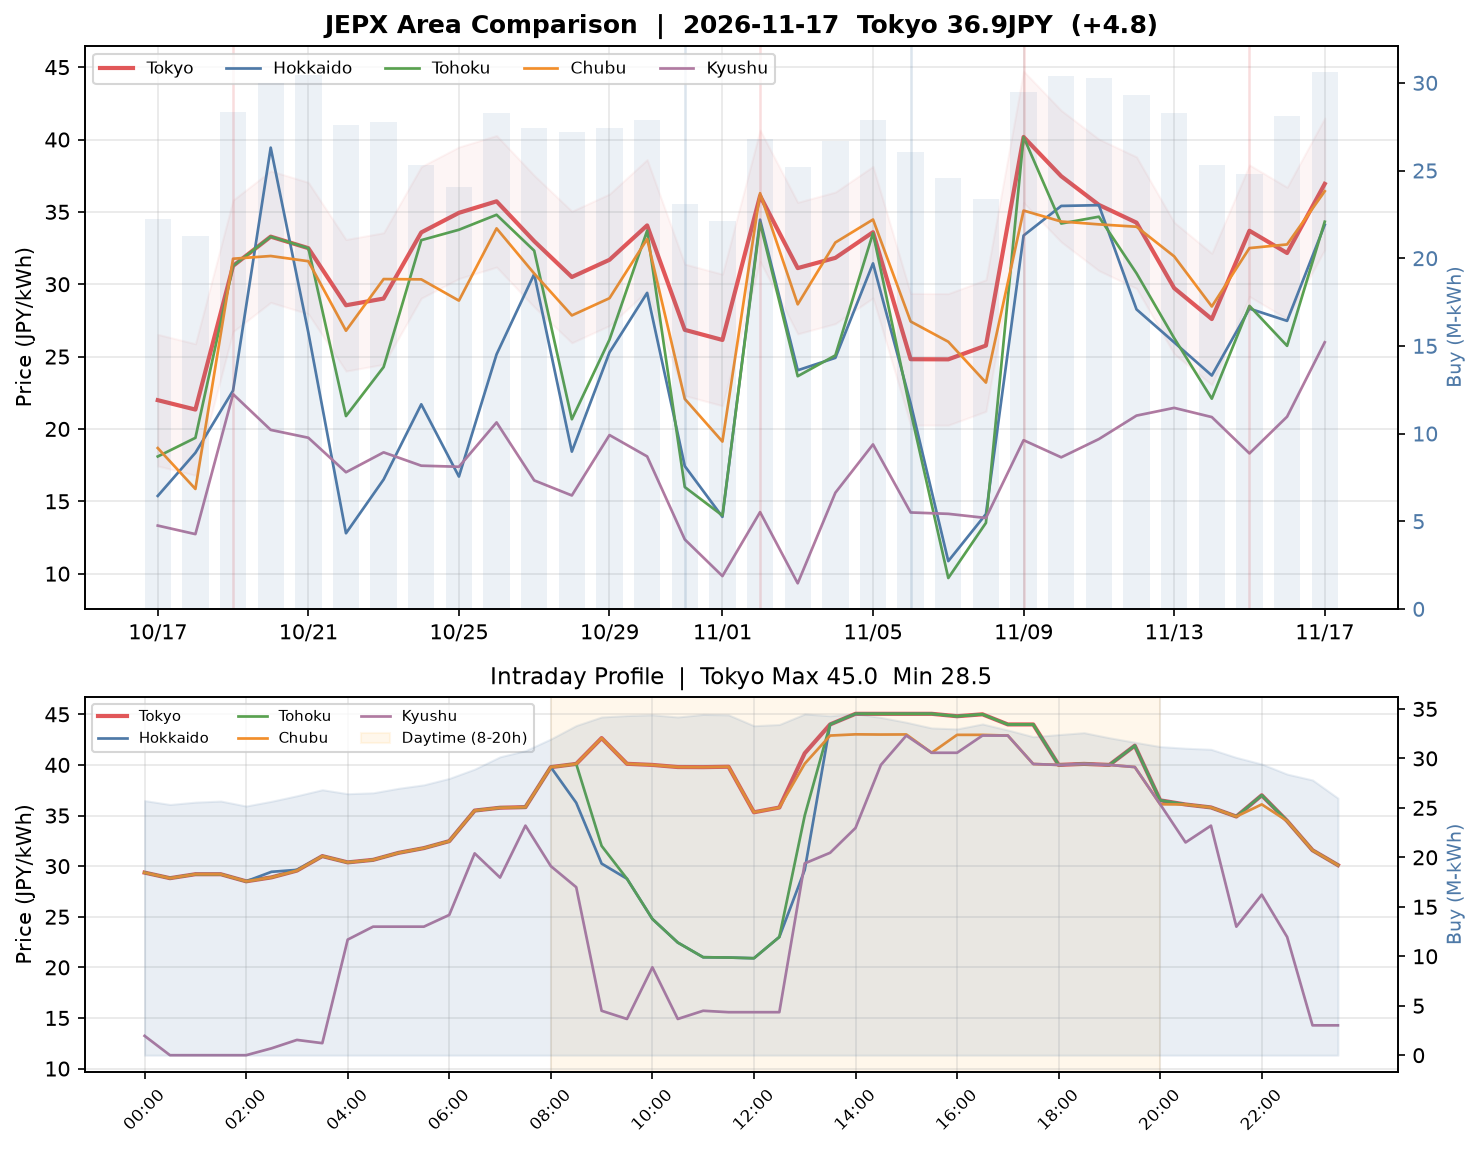 JEPX Area Comparison | 2026-11-17 Tokyo 36.9JPY (+4.8)
Tokyo Hokkaido Tohoku Chubu Kyushu
Price (JPY/kWh)
45
40
35
30
25
20
15
10
Buy (M-kWh)
30
25
20
15
10
5
0
10/17 10/21 10/25 10/29 11/01 11/05 11/09 11/13 11/17
Intraday Profile | Tokyo Max 45.0 Min 28.5
Tokyo Tohoku Kyushu
Hokkaido Chubu Daytime (8-20h)
Price (JPY/kWh)
45
40
35
30
25
20
15
10
Buy (M-kWh)
35
30
25
20
15
10
5
0
00:00 02:00 04:00 06:00 08:00 10:00 12:00 14:00 16:00 18:00 20:00 22:00